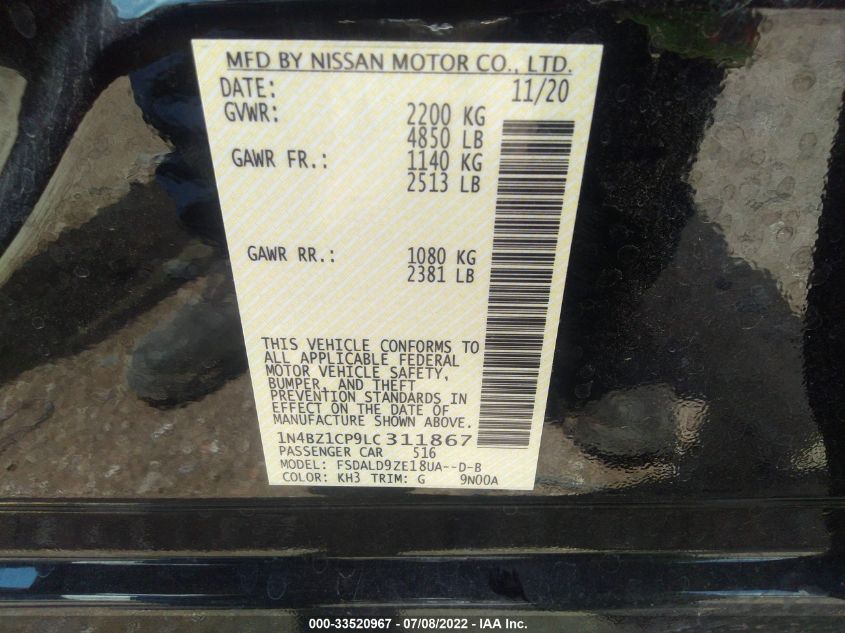 MFD BY NISSAN MOTOR CO., LTD.
DATE: 11/20
GVWR: 2200 KG
4850 LB
GAWR FR.: 1140 KG
2513 LB
GAWR RR.: 1080 KG
2381 LB
THIS VEHICLE CONFORMS TO
ALL APPLICABLE FEDERAL
MOTOR VEHICLE SAFETY,
BUMPER, AND THEFT
PREVENTION STANDARDS IN
EFFECT ON THE DATE OF
MANUFACTURE SHOWN ABOVE.
1N4BZ1CP9LC311867
PASSENGER CAR 516
MODEL: FSDALD9ZE18UA--D-B
COLOR: KH3 TRIM: G 9N00A
000-33520967 - 07/08/2022 - IAA Inc.